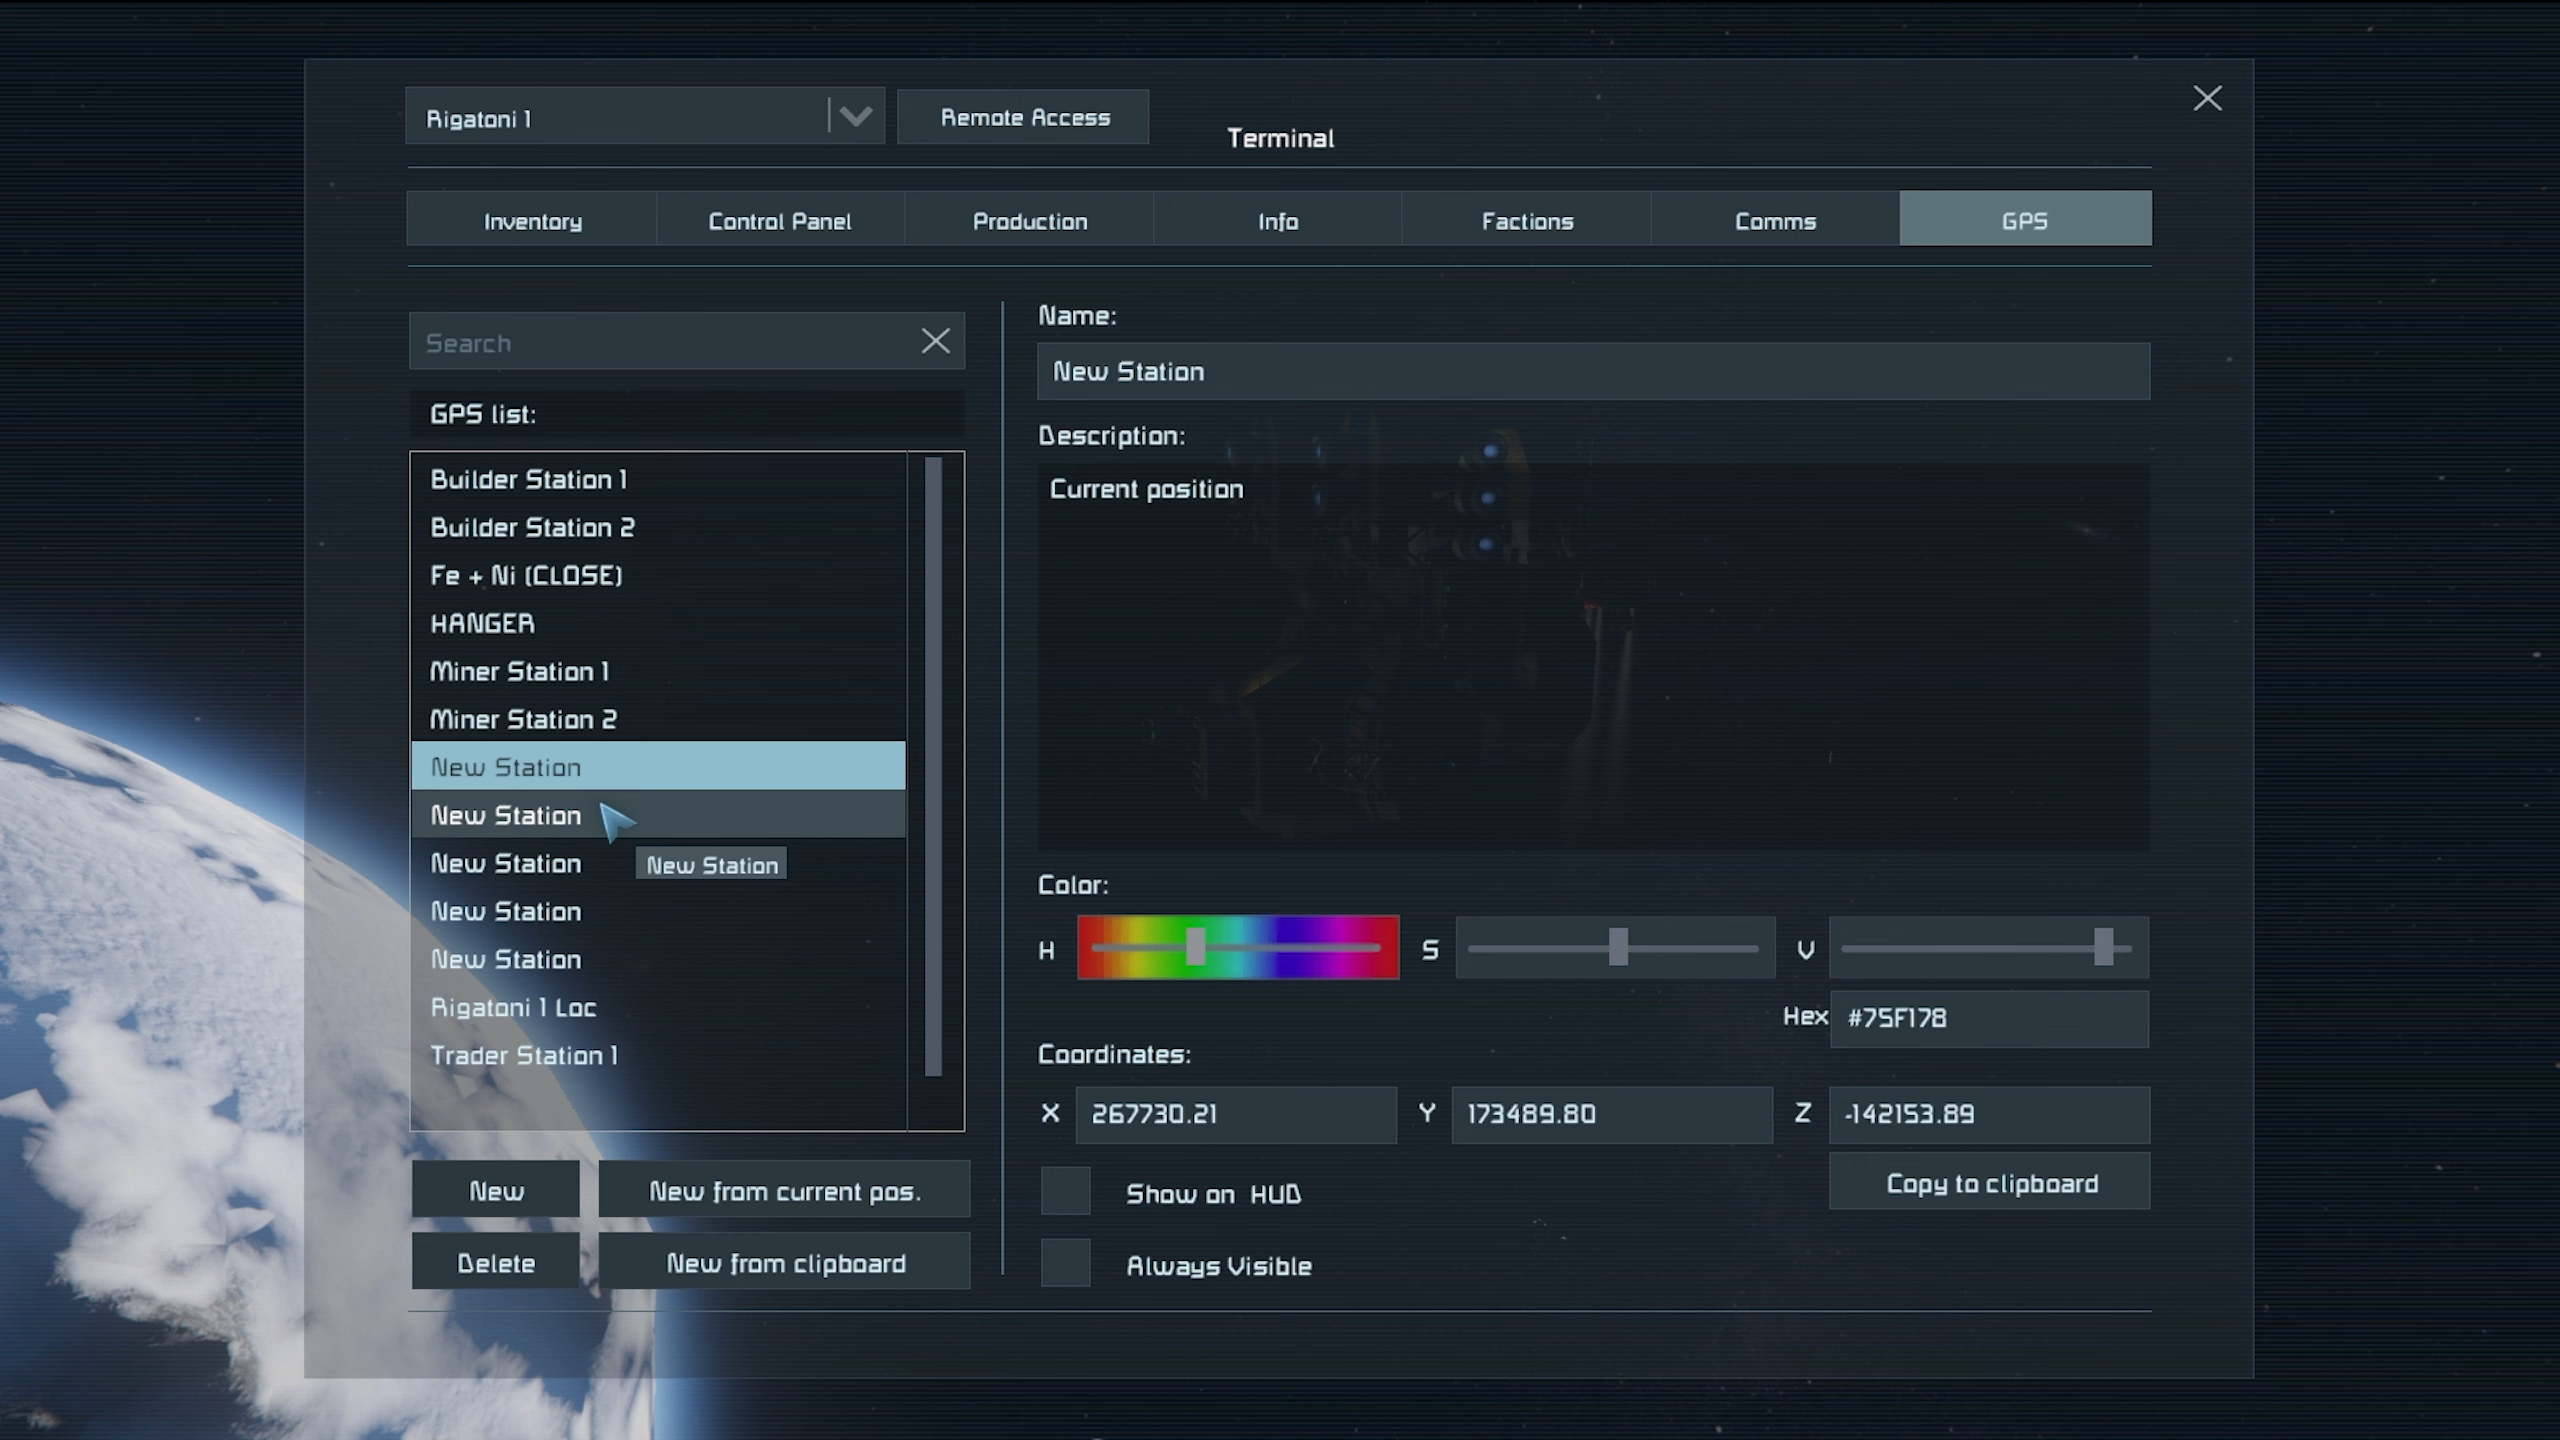 Rigatoni 1
Remote Access
Terminal
Inventory
Control Panel
Production
Info
Factions
Comms
GPS
Search
GPS list:
Builder Station 1
Builder Station 2
Fe + Ni (CLOSE)
HANGER
Miner Station 1
Miner Station 2
New Station
New Station
New Station
New Station
New Station
New Station
Rigatoni 1 Loc
Trader Station 1
New
New from current pos.
Delete
New from clipboard
Name:
New Station
Description:
Current position
Color:
H
S
V
Hex #75F178
Coordinates:
X 267730.21
Y 173489.80
Z -142153.89
Show on HUD
Copy to clipboard
Always Visible